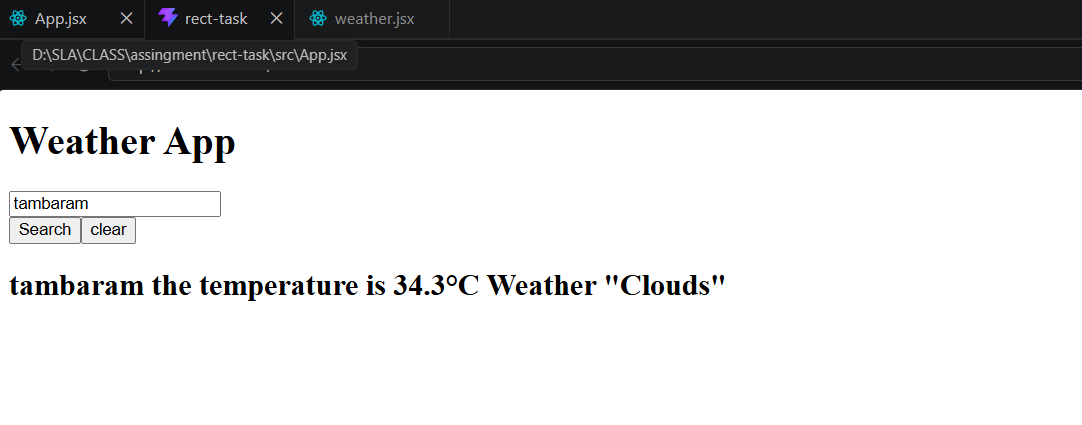 App.jsx
rect-task
weather.jsx
D:\SLA\CLASS\assingment\rect-task\src\App.jsx
Weather App
tambaram
Search clear
tambaram the temperature is 34.3°C Weather "Clouds"